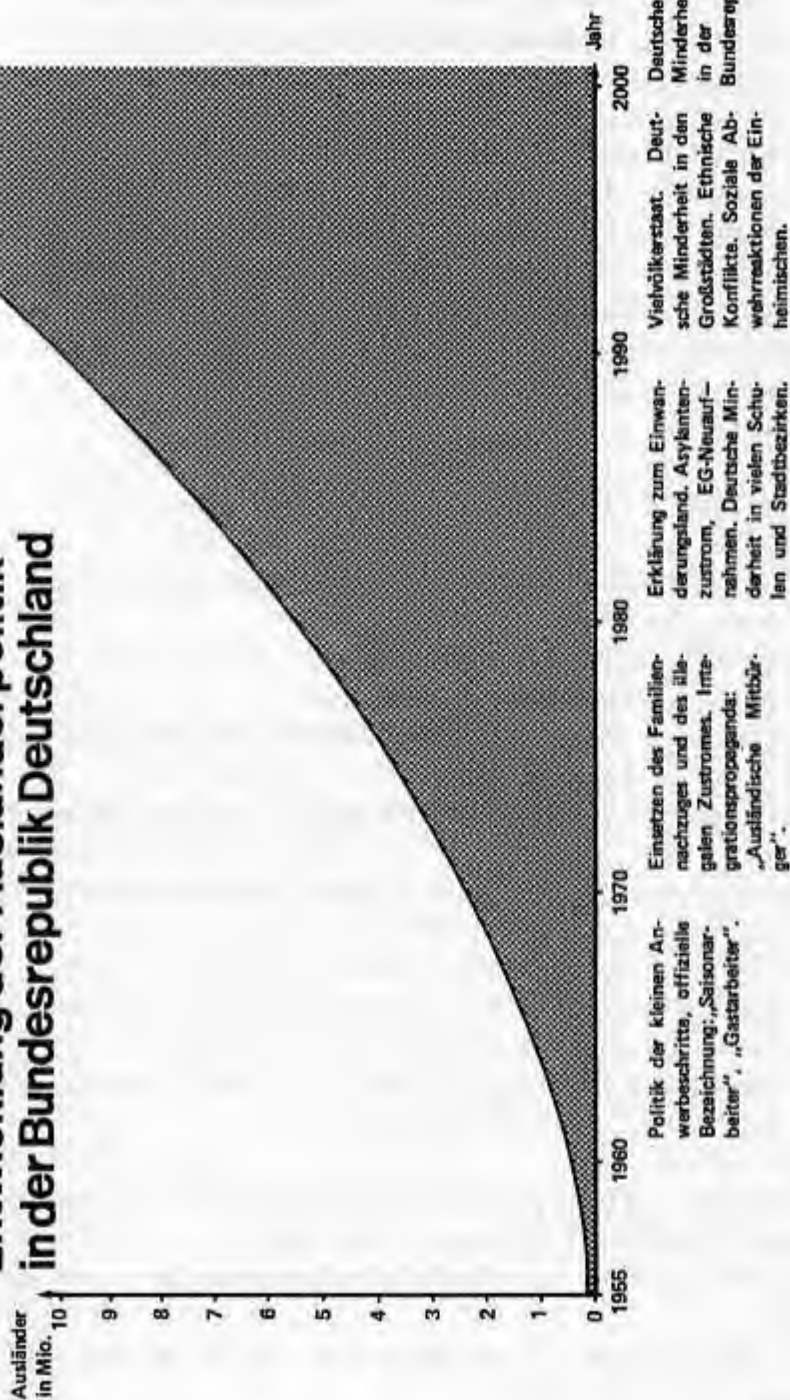 Entwicklung der Ausländerpolitik
in der Bundesrepublik Deutschland
Ausländer
in Mio.
10
9
8
7
6
5
4
3
2
1
0
1955
1960
1970
1980
1990
2000
Jahr
Politik der kleinen An-
werbeschritte, offizielle
Bezeichnung: „Saisonar-
beiter“, „Gastarbeiter“.
Einsetzen des Familien-
nachzuges und des ille-
galen Zustromes. Inte-
grationspropaganda:
„Ausländische Mitbür-
ger“.
Erklärung zum Einwan-
derungsland. Asylanten-
zustrom, EG-Neuauf–
nahmen. Deutsche Min-
derheit in vielen Schu-
len und Stadtbezirken.
Vielvölkerstaat. Deut-
sche Minderheit in den
Großstädten. Ethnische
Konflikte. Soziale Ab-
wehrreaktionen der Ein-
heimischen.
Deutsche
Minderhe
in der
Bundesrep